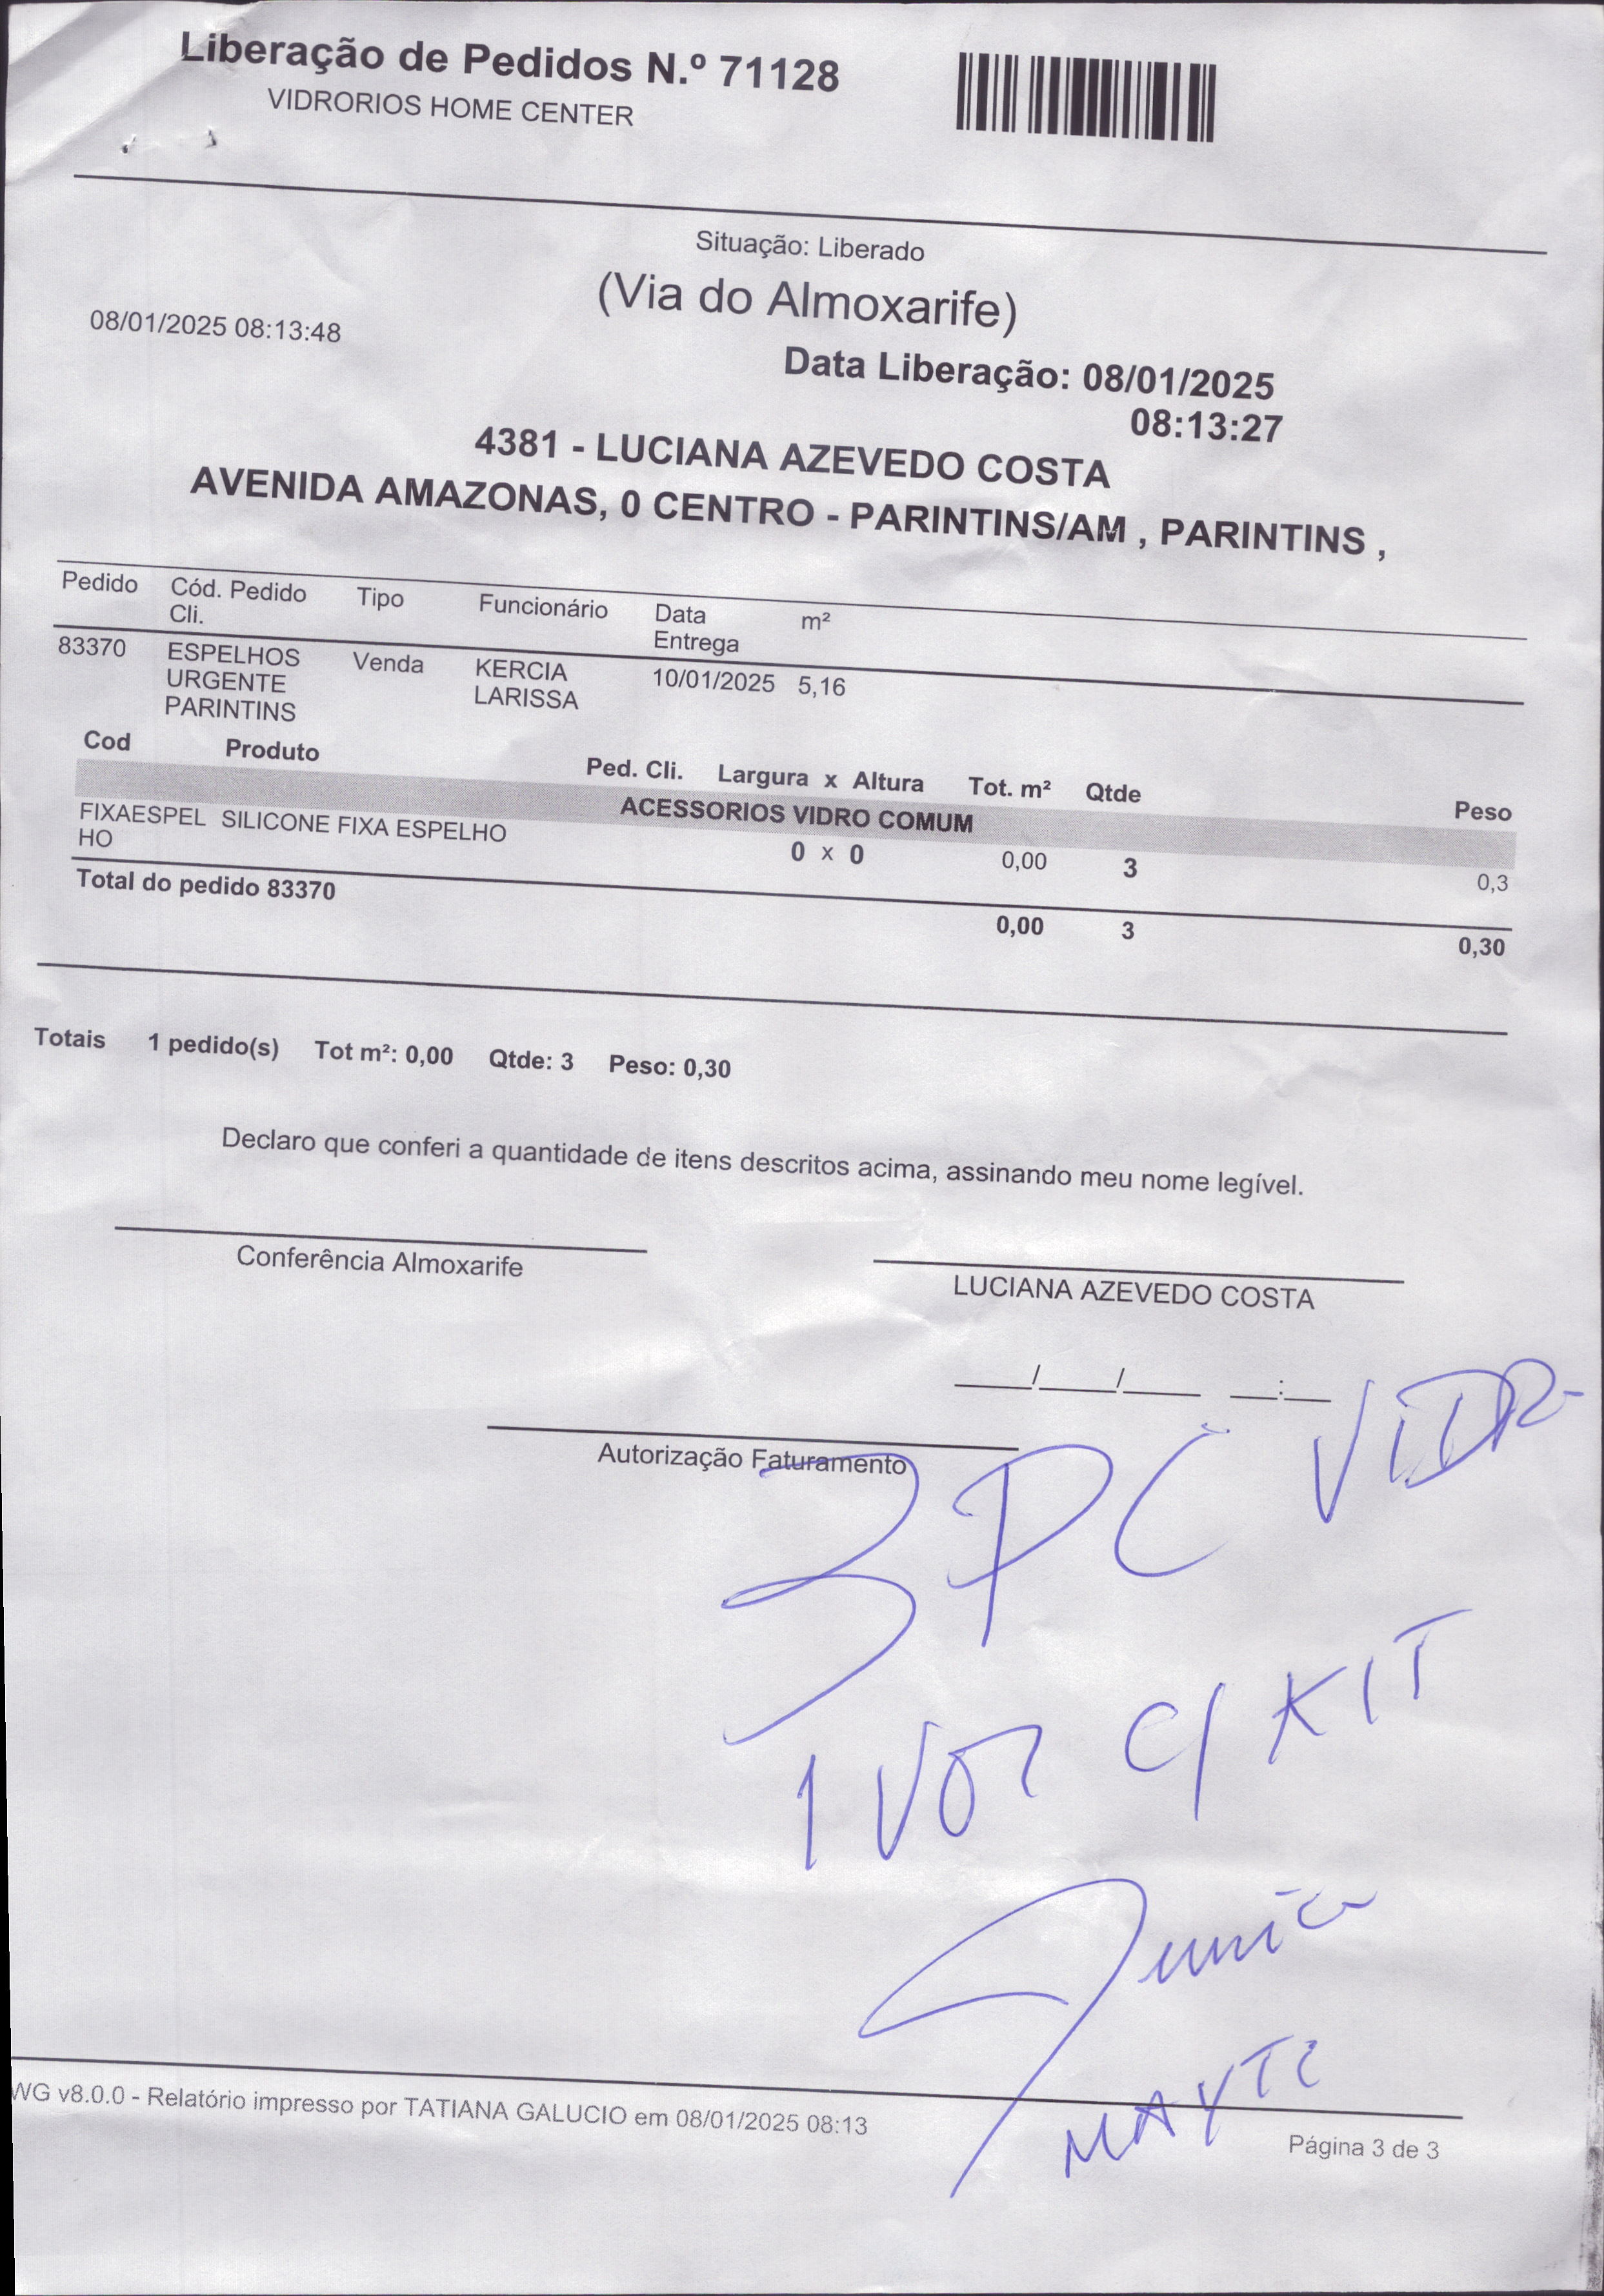 Liberação de Pedidos N.º 71128
VIDRORIOS HOME CENTER
Situação: Liberado
(Via do Almoxarife)
08/01/2025 08:13:48
Data Liberação: 08/01/2025
08:13:27
4381 - LUCIANA AZEVEDO COSTA
AVENIDA AMAZONAS, 0 CENTRO - PARINTINS/AM , PARINTINS ,
Pedido Cód. Pedido Tipo Funcionário Data m²
Cli. Entrega
83370 ESPELHOS Venda KERCIA 10/01/2025 5,16
URGENTE LARISSA
PARINTINS
Cod Produto Ped. Cli. Largura x Altura Tot. m² Qtde Peso
ACESSORIOS VIDRO COMUM
FIXAESPEL SILICONE FIXA ESPELHO 0 x 0 0,00 3 0,3
HO
Total do pedido 83370 0,00 3 0,30
Totais 1 pedido(s) Tot m²: 0,00 Qtde: 3 Peso: 0,30
Declaro que conferi a quantidade de itens descritos acima, assinando meu nome legível.
Conferência Almoxarife
LUCIANA AZEVEDO COSTA
____/____/____ __:__
Autorização Faturamento
3 PC VIDR
1 VOL C/ KIT
WG v8.0.0 - Relatório impresso por TATIANA GALUCIO em 08/01/2025 08:13
Página 3 de 3